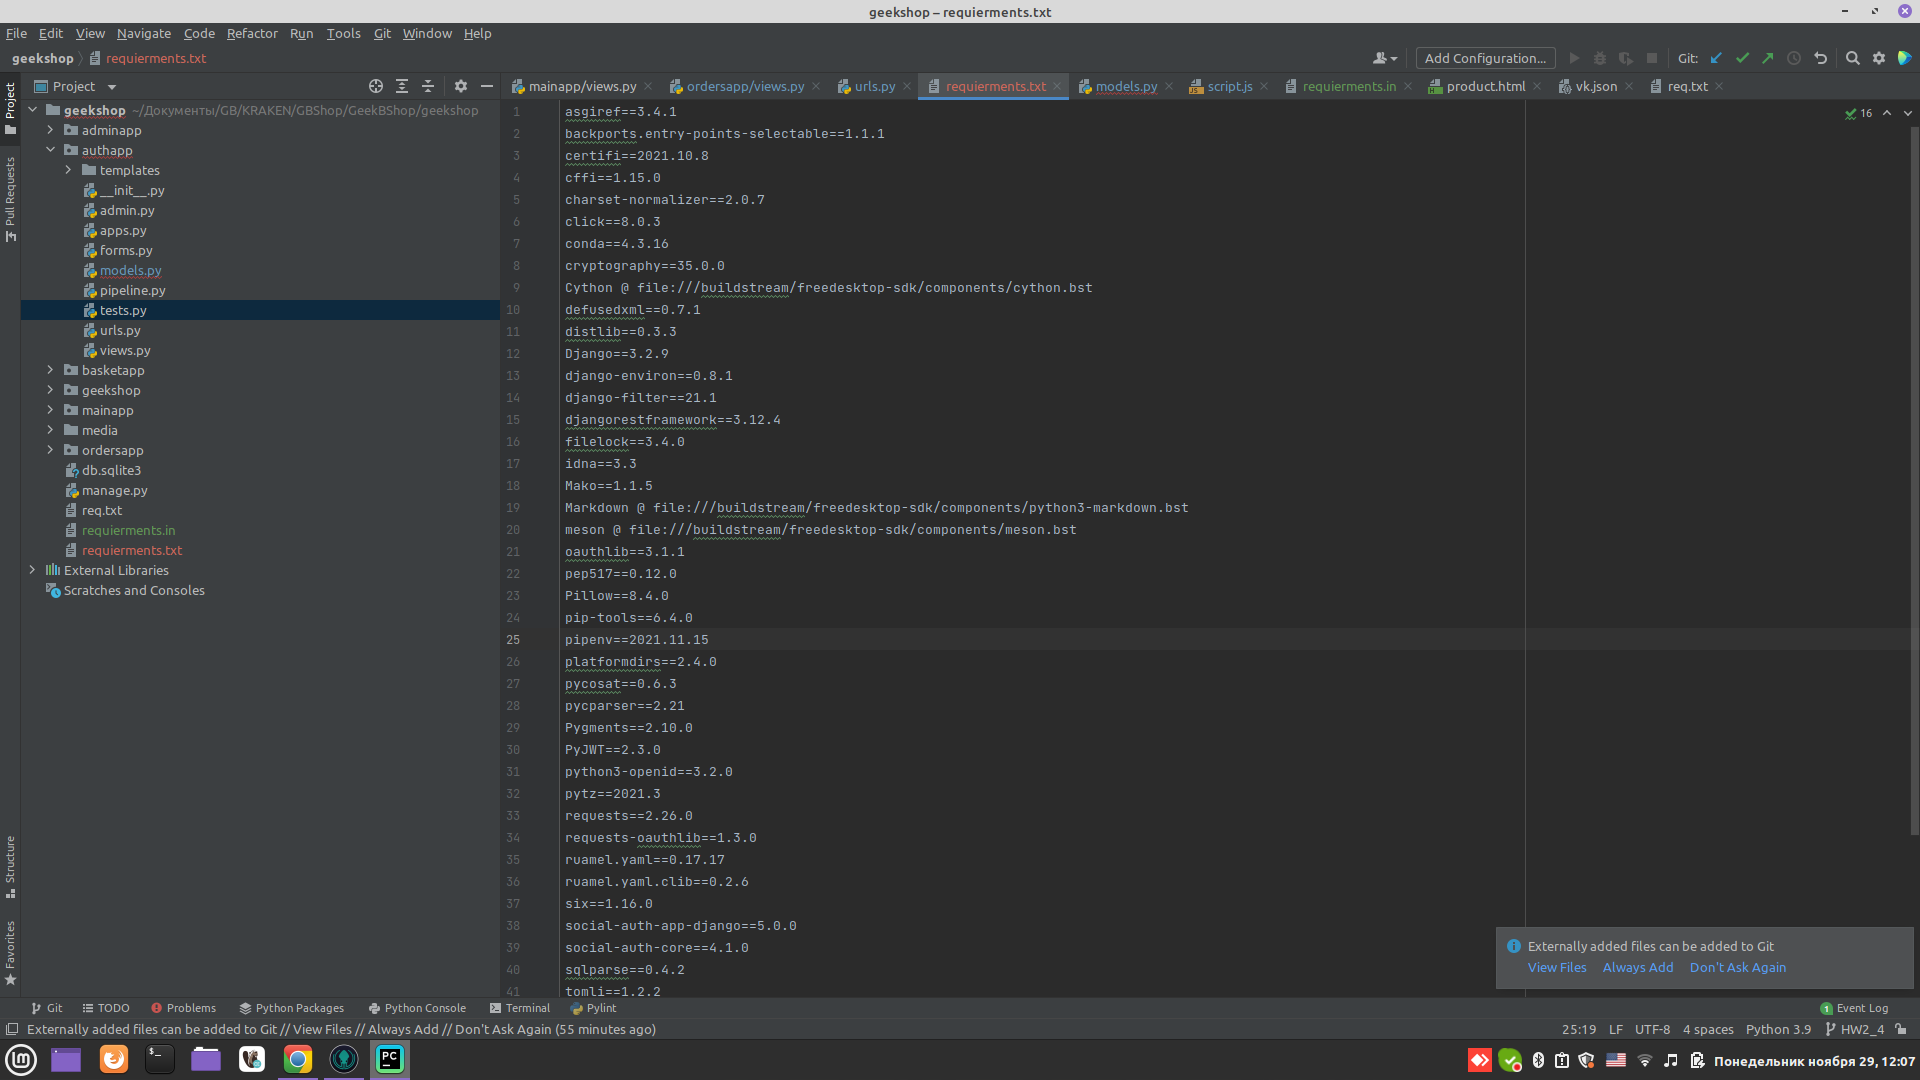 geekshop – requierments.txt
File Edit View Navigate Code Refactor Run Tools Git Window Help
geekshop requierments.txt
Add Configuration... Git:
Project
mainapp/views.py ordersapp/views.py urls.py requierments.txt models.py script.js requierments.in product.html vk.json req.txt
geekshop ~/Документы/GB/KRAKEN/GBShop/GeekBShop/geekshop
adminapp
authapp
templates
__init__.py
admin.py
apps.py
forms.py
models.py
pipeline.py
tests.py
urls.py
views.py
basketapp
geekshop
mainapp
media
ordersapp
db.sqlite3
manage.py
req.txt
requierments.in
requierments.txt
External Libraries
Scratches and Consoles
Project
Pull Requests
Structure
Favorites
16
1 asgiref==3.4.1
2 backports.entry-points-selectable==1.1.1
3 certifi==2021.10.8
4 cffi==1.15.0
5 charset-normalizer==2.0.7
6 click==8.0.3
7 conda==4.3.16
8 cryptography==35.0.0
9 Cython @ file:///buildstream/freedesktop-sdk/components/cython.bst
10 defusedxml==0.7.1
11 distlib==0.3.3
12 Django==3.2.9
13 django-environ==0.8.1
14 django-filter==21.1
15 djangorestframework==3.12.4
16 filelock==3.4.0
17 idna==3.3
18 Mako==1.1.5
19 Markdown @ file:///buildstream/freedesktop-sdk/components/python3-markdown.bst
20 meson @ file:///buildstream/freedesktop-sdk/components/meson.bst
21 oauthlib==3.1.1
22 pep517==0.12.0
23 Pillow==8.4.0
24 pip-tools==6.4.0
25 pipenv==2021.11.15
26 platformdirs==2.4.0
27 pycosat==0.6.3
28 pycparser==2.21
29 Pygments==2.10.0
30 PyJWT==2.3.0
31 python3-openid==3.2.0
32 pytz==2021.3
33 requests==2.26.0
34 requests-oauthlib==1.3.0
35 ruamel.yaml==0.17.17
36 ruamel.yaml.clib==0.2.6
37 six==1.16.0
38 social-auth-app-django==5.0.0
39 social-auth-core==4.1.0
40 sqlparse==0.4.2
41 tomli==1.2.2
Externally added files can be added to Git
View Files Always Add Don't Ask Again
Git TODO Problems Python Packages Python Console Terminal Pylint 1 Event Log
Externally added files can be added to Git // View Files // Always Add // Don't Ask Again (55 minutes ago) 25:19 LF UTF-8 4 spaces Python 3.9 HW2_4
PC
Понедельник ноября 29, 12:07